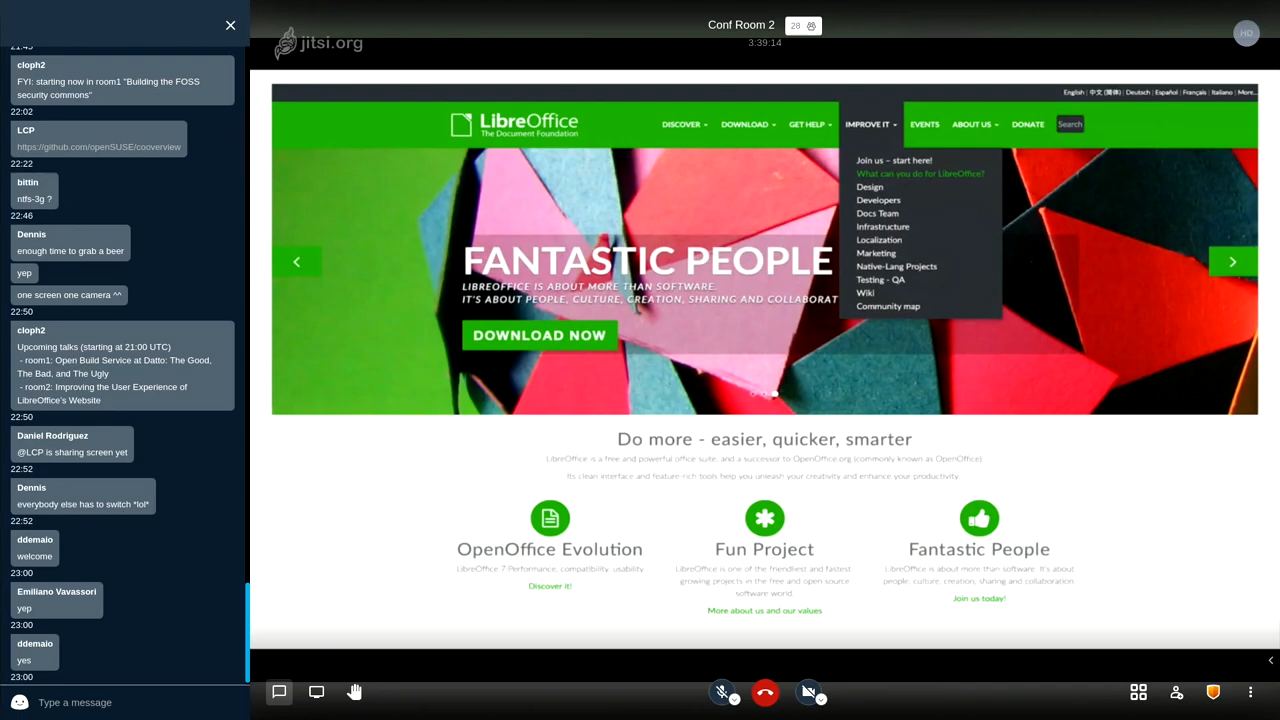 21:45
cloph2
FYI: starting now in room1 "Building the FOSS
security commons"
22:02
LCP
https://github.com/openSUSE/cooverview
22:22
bittin
ntfs-3g ?
22:46
Dennis
enough time to grab a beer
yep
one screen one camera ^^
22:50
cloph2
Upcoming talks (starting at 21:00 UTC)
- room1: Open Build Service at Datto: The Good,
The Bad, and The Ugly
- room2: Improving the User Experience of
LibreOffice's Website
22:50
Daniel Rodriguez
@LCP is sharing screen yet
22:52
Dennis
everybody else has to switch *lol*
22:52
ddemaio
welcome
23:00
Emiliano Vavassori
yep
23:00
ddemaio
yes
23:00
Type a message
Conf Room 2
28
3:39:14
jitsi.org
HD
English | 中文 (简体) | Deutsch | Español | Français | Italiano | More...
LibreOffice
The Document Foundation
DISCOVER DOWNLOAD GET HELP IMPROVE IT EVENTS ABOUT US DONATE Search
Join us – start here!
What can you do for LibreOffice?
Design
Developers
Docs Team
Infrastructure
Localization
Marketing
Native-Lang Projects
Testing - QA
Wiki
Community map
FANTASTIC PEOPLE
LIBREOFFICE IS ABOUT MORE THAN SOFTWARE.
IT'S ABOUT PEOPLE, CULTURE, CREATION, SHARING AND COLLABORAT
DOWNLOAD NOW
Do more - easier, quicker, smarter
LibreOffice is a free and powerful office suite, and a successor to OpenOffice.org (commonly known as OpenOffice)
Its clean interface and feature-rich tools help you unleash your creativity and enhance your productivity.
OpenOffice Evolution
LibreOffice 7 Performance, compatibility, usability
Discover it!
Fun Project
LibreOffice is one of the friendliest and fastest
growing projects in the free and open source
software world.
More about us and our values
Fantastic People
LibreOffice is about more than software. It's about
people, culture, creation, sharing and collaboration.
Join us today!